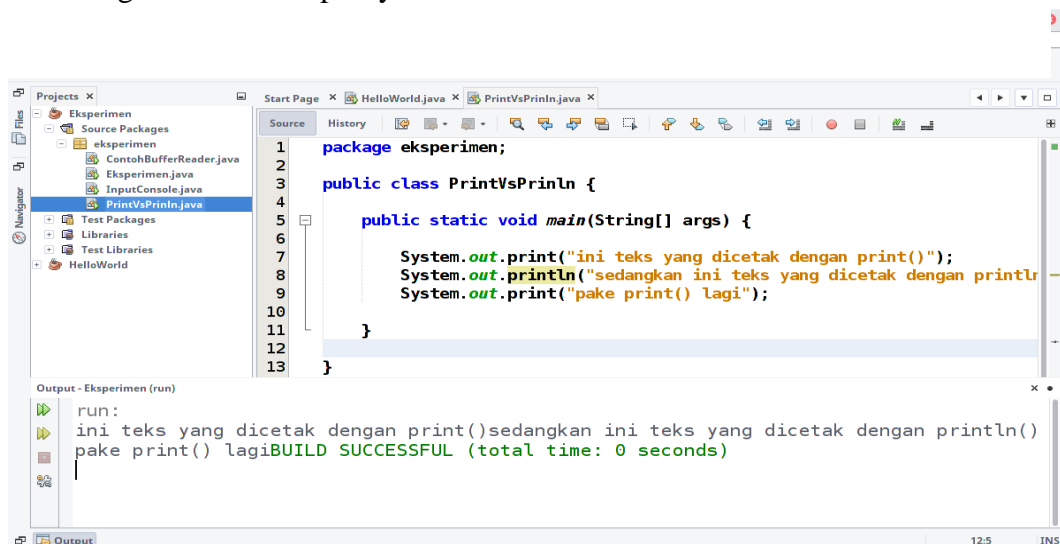 Projects ×
Start Page × HelloWorld.java × PrintVsPrinln.java ×
Files
Navigator
Eksperimen
Source Packages
eksperimen
ContohBufferReader.java
Eksperimen.java
InputConsole.java
PrintVsPrinln.java
Test Packages
Libraries
Test Libraries
HelloWorld
Source History
1 package eksperimen;
2
3 public class PrintVsPrinln {
4
5 public static void main(String[] args) {
6
7 System.out.print("ini teks yang dicetak dengan print()");
8 System.out.println("sedangkan ini teks yang dicetak dengan println
9 System.out.print("pake print() lagi");
10
11 }
12
13 }
Output - Eksperimen (run)
run:
ini teks yang dicetak dengan print()sedangkan ini teks yang dicetak dengan println()
pake print() lagiBUILD SUCCESSFUL (total time: 0 seconds)
Output
12:5 INS